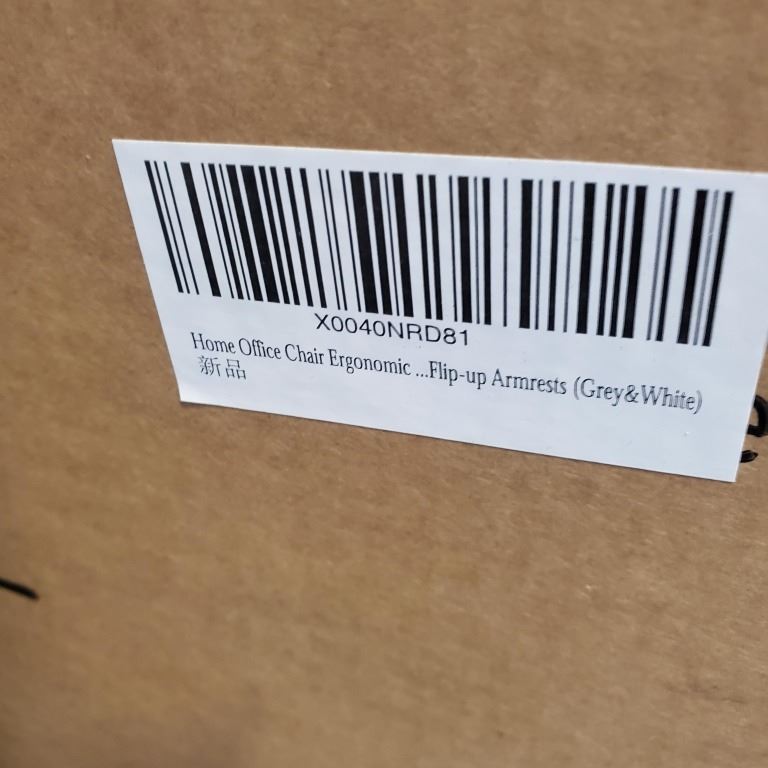 X0040NRD81
Home Office Chair Ergonomic ...Flip-up Armrests (Grey&White)
新品